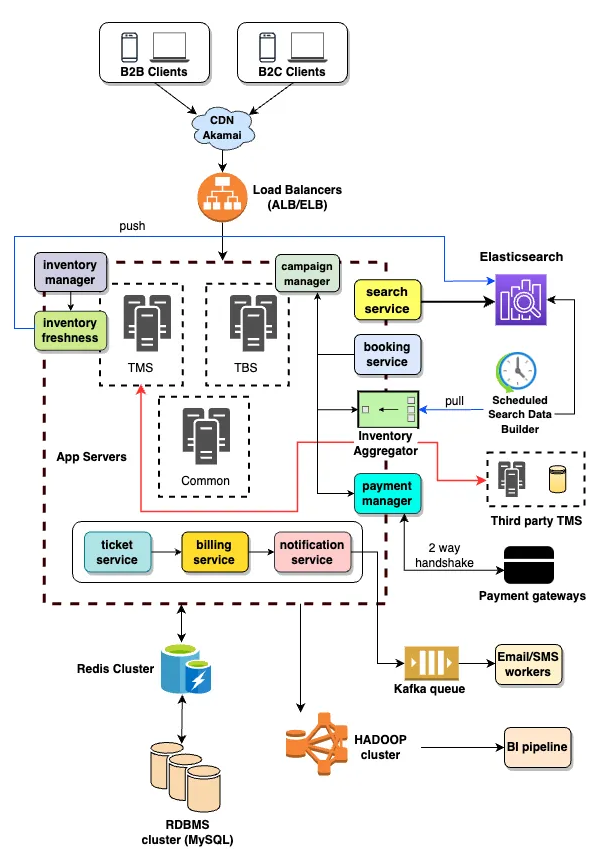 B2B Clients
B2C Clients
CDN
Akamai
Load Balancers
(ALB/ELB)
push
inventory
manager
campaign
manager
Elasticsearch
search
service
inventory
freshness
TMS
TBS
booking
service
pull
Scheduled
Search Data
Builder
Inventory
Aggregator
App Servers
Common
payment
manager
Third party TMS
ticket
service
billing
service
notification
service
2 way
handshake
Payment gateways
Redis Cluster
Kafka queue
Email/SMS
workers
HADOOP
cluster
BI pipeline
RDBMS
cluster (MySQL)